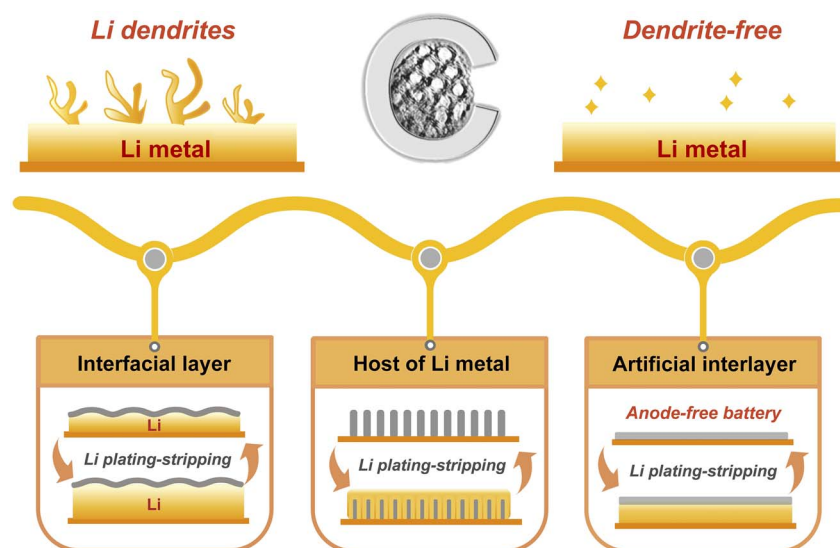 Li dendrites
Dendrite-free
Li metal
Li metal
Interfacial layer
Li
Li plating-stripping
Li
Host of Li metal
Li plating-stripping
Artificial interlayer
Anode-free battery
Li plating-stripping